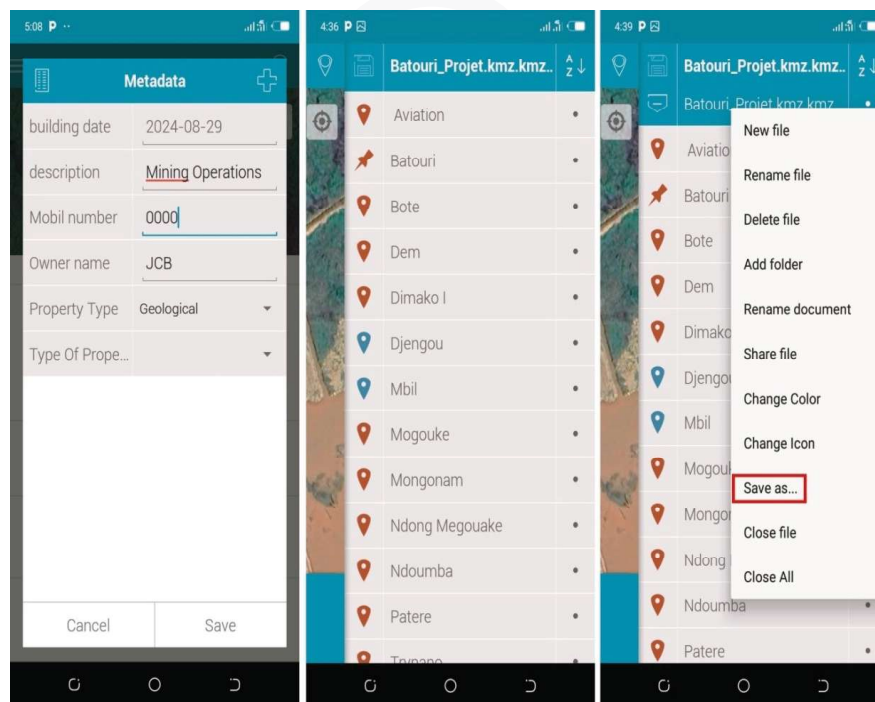 5:08 P ··
Metadata
building date 2024-08-29
description Mining Operations
Mobil number 0000
Owner name JCB
Property Type Geological
Type Of Prope...
Cancel Save
4:36 P
Batouri_Projet.kmz.kmz..
A
Z
Aviation
Batouri
Bote
Dem
Dimako I
Djengou
Mbil
Mogouke
Mongonam
Ndong Megouake
Ndoumba
Patere
4:39 P
Batouri_Projet.kmz.kmz..
A
Z
Batouri_Projet.kmz.kmz
Aviatio
Batouri
Bote
Dem
Dimako
Djengou
Mbil
Mogouk
Mongon
Ndong
Ndoumba
Patere
New file
Rename file
Delete file
Add folder
Rename document
Share file
Change Color
Change Icon
Save as...
Close file
Close All